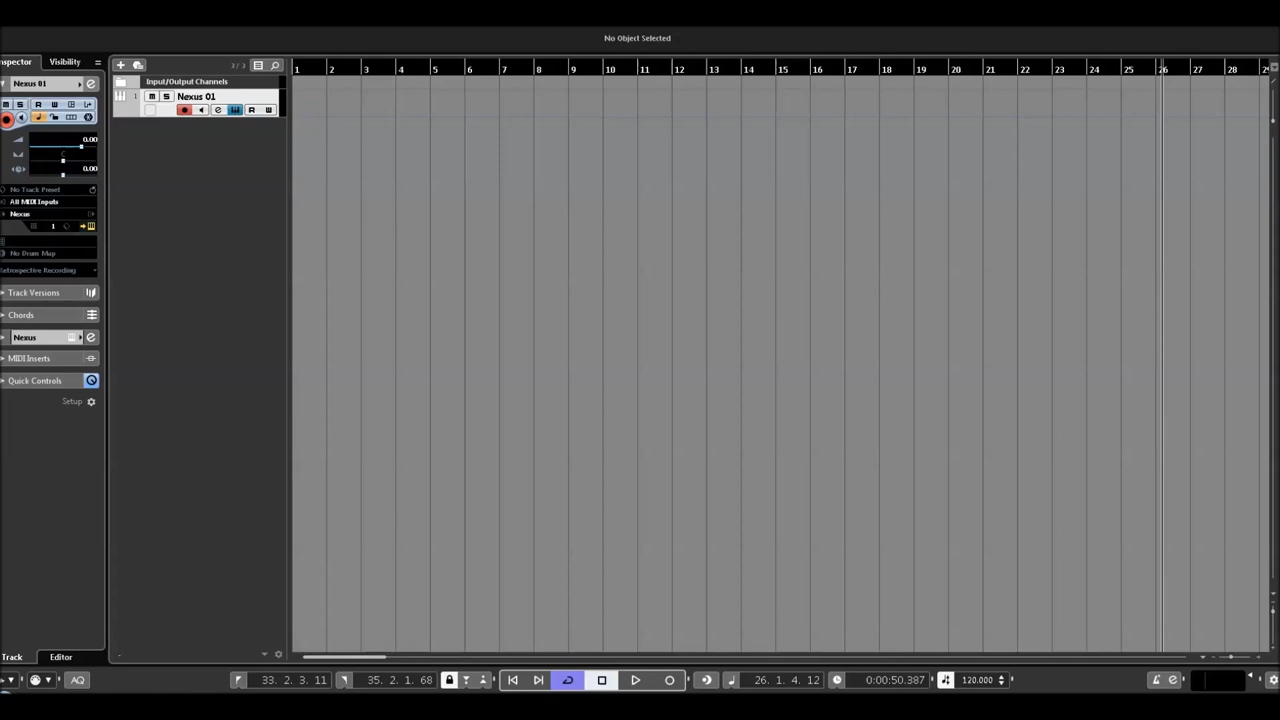 No Object Selected
nspector Visibility
Nexus 01
M S R W
0.00
C
0.00
No Track Preset
All MIDI Inputs
Nexus
1
No Drum Map
etrospective Recording
Track Versions
Chords
Nexus
MIDI Inserts
Quick Controls
Setup
Track Editor
Input/Output Channels
1 M S Nexus 01
R W
1 2 3 4 5 6 7 8 9 10 11 12 13 14 15 16 17 18 19 20 21 22 23 24 25 26 27 28
AQ 33. 2. 3. 11 35. 2. 1. 68 26. 1. 4. 12 0:00:50.387 120.000